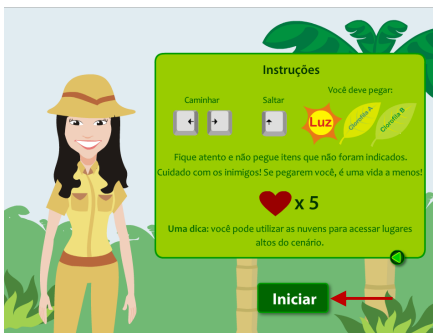 Instruções
Caminhar
Saltar
Você deve pegar:
Luz
Clorofila A
Clorofila B
Fique atento e não pegue itens que não foram indicados.
Cuidado com os inimigos! Se pegarem você, é uma vida a menos!
x 5
Uma dica: você pode utilizar as nuvens para acessar lugares
altos do cenário.
Iniciar